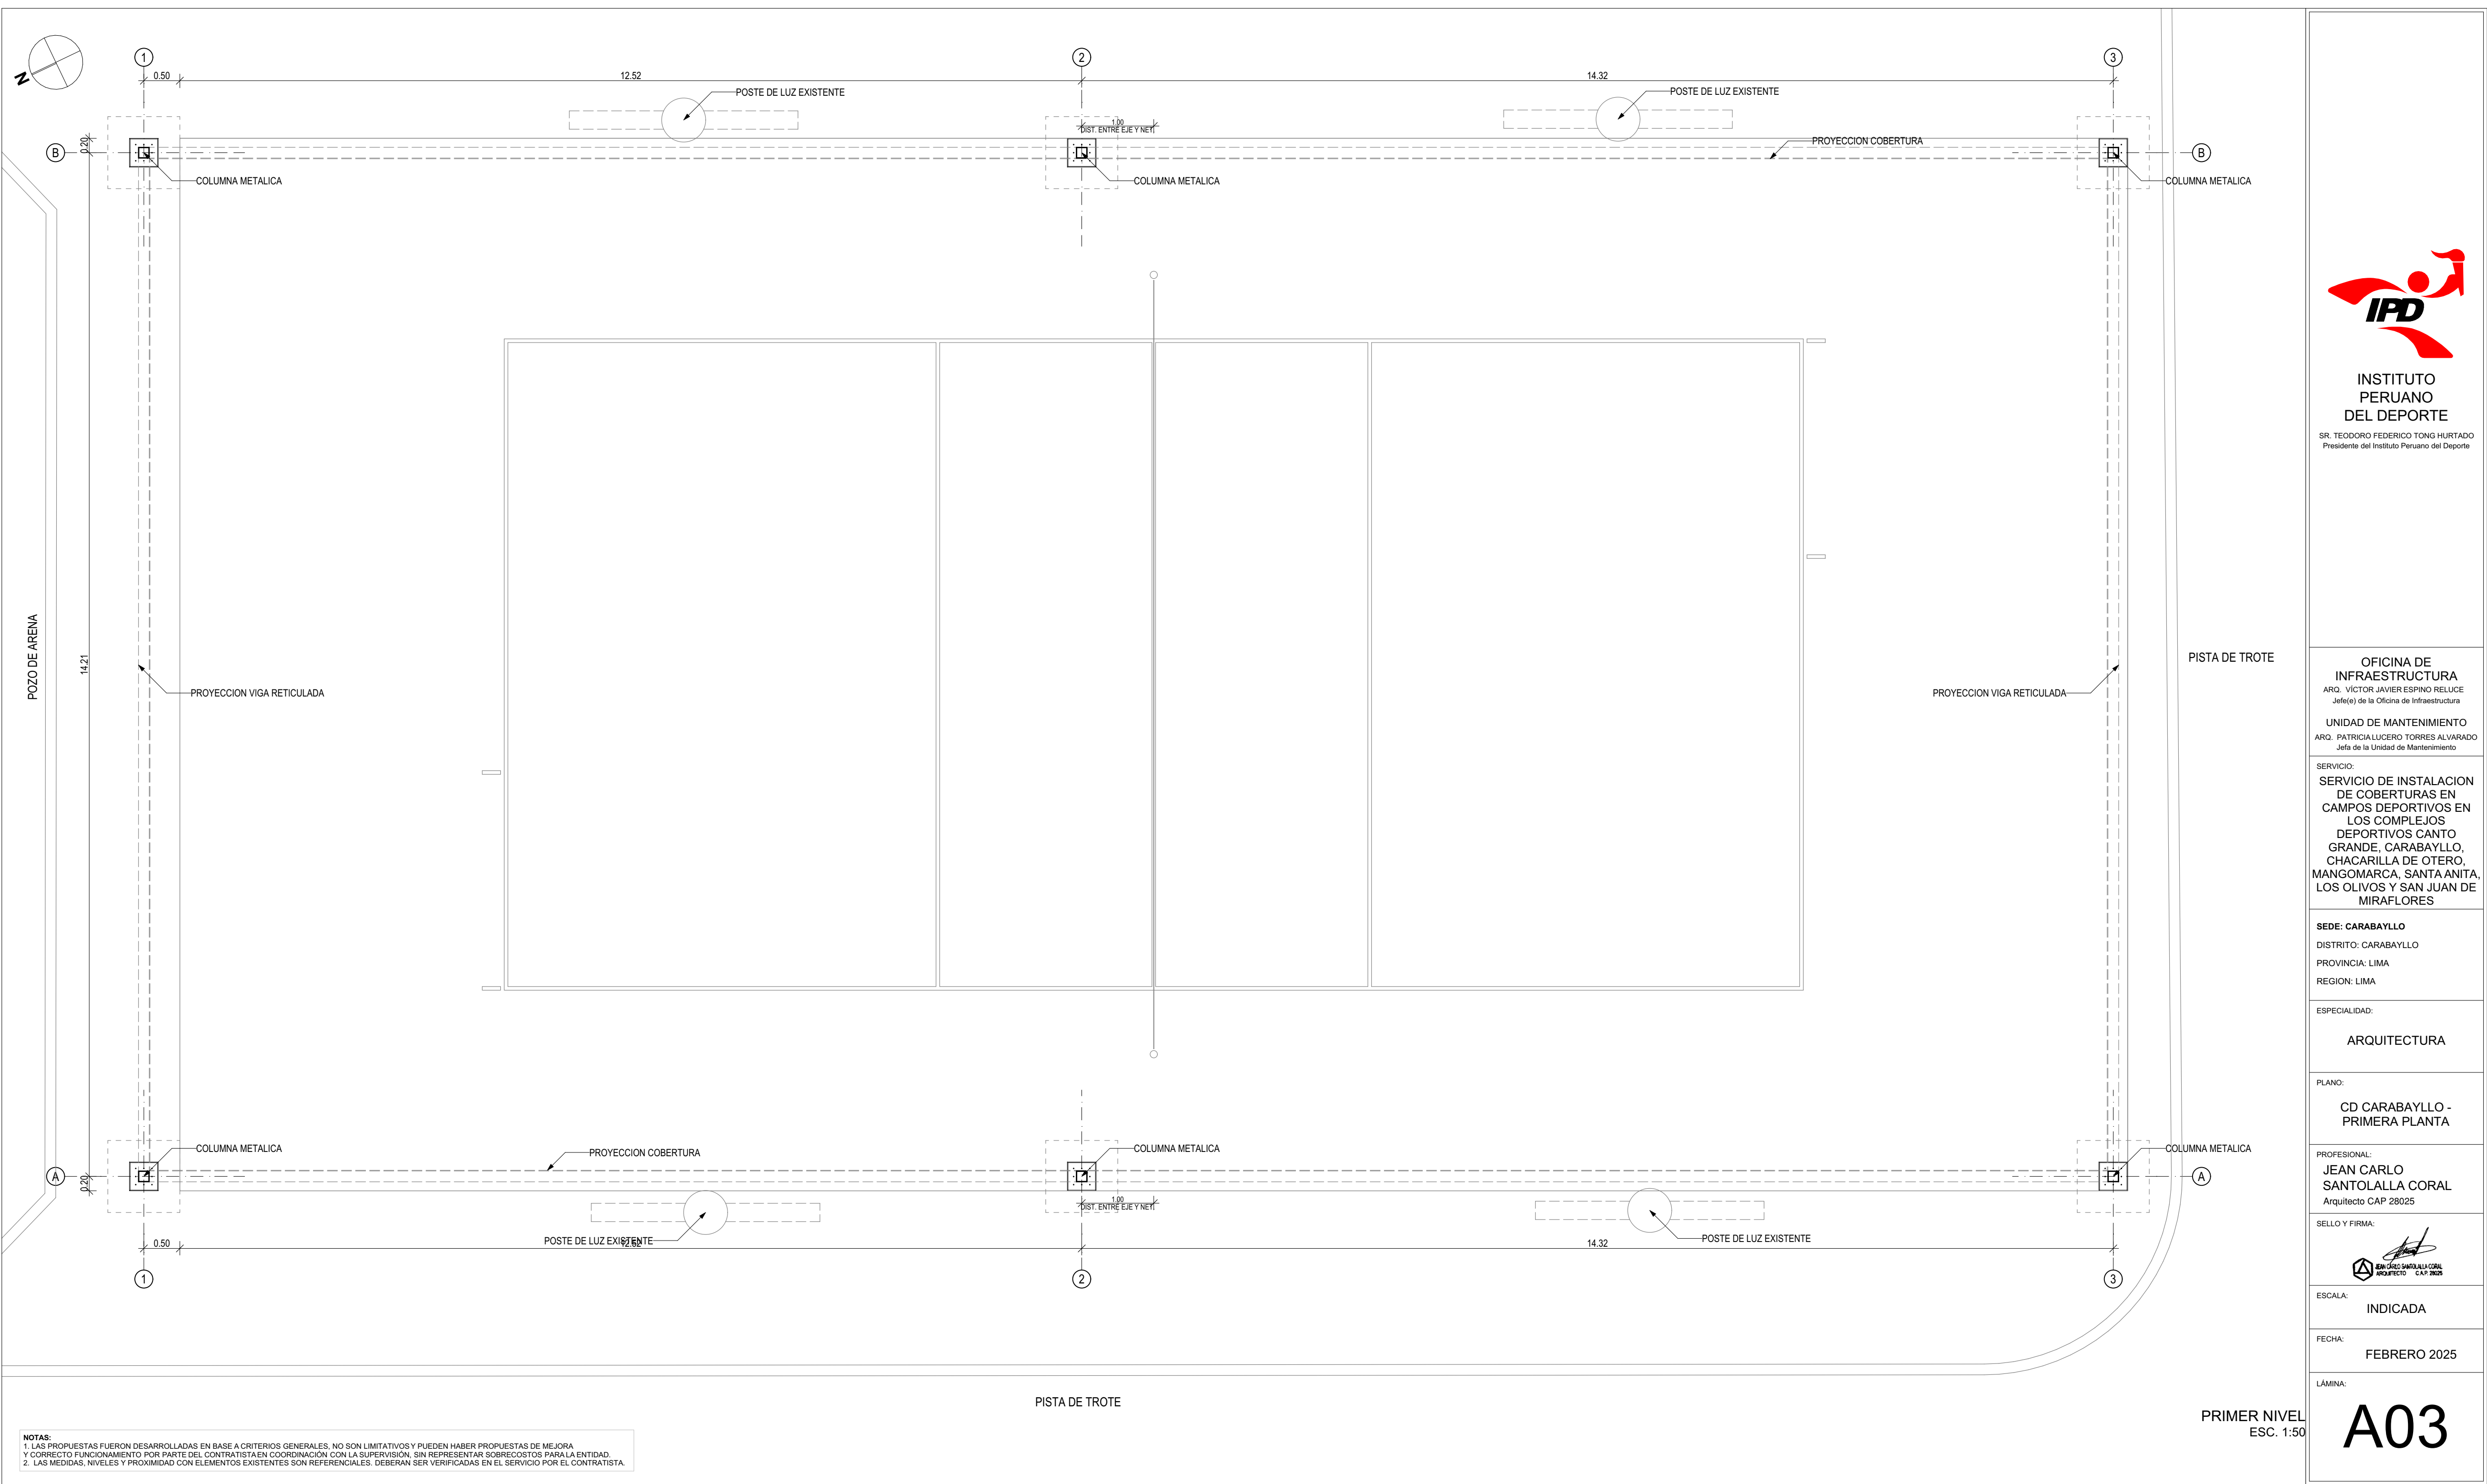 N
1
2
3
0.50
12.52
14.32
POSTE DE LUZ EXISTENTE
POSTE DE LUZ EXISTENTE
1.00
DIST. ENTRE EJE Y NET
0.20
B
B
PROYECCION COBERTURA
COLUMNA METALICA
COLUMNA METALICA
COLUMNA METALICA
POZO DE ARENA
14.21
PISTA DE TROTE
PROYECCION VIGA RETICULADA
PROYECCION VIGA RETICULADA
COLUMNA METALICA
PROYECCION COBERTURA
COLUMNA METALICA
COLUMNA METALICA
A
A
0.20
1.00
DIST. ENTRE EJE Y NET
POSTE DE LUZ EXISTENTE
POSTE DE LUZ EXISTENTE
0.50
12.52
14.32
1
2
3
PISTA DE TROTE
PRIMER NIVEL
ESC. 1:50
NOTAS:
1. LAS PROPUESTAS FUERON DESARROLLADAS EN BASE A CRITERIOS GENERALES, NO SON LIMITATIVOS Y PUEDEN HABER PROPUESTAS DE MEJORA
Y CORRECTO FUNCIONAMIENTO POR PARTE DEL CONTRATISTA EN COORDINACIÓN CON LA SUPERVISIÓN, SIN REPRESENTAR SOBRECOSTOS PARA LA ENTIDAD.
2. LAS MEDIDAS, NIVELES Y PROXIMIDAD CON ELEMENTOS EXISTENTES SON REFERENCIALES. DEBERAN SER VERIFICADAS EN EL SERVICIO POR EL CONTRATISTA.
IPD
INSTITUTO
PERUANO
DEL DEPORTE
SR. TEODORO FEDERICO TONG HURTADO
Presidente del Instituto Peruano del Deporte
OFICINA DE
INFRAESTRUCTURA
ARQ. VÍCTOR JAVIER ESPINO RELUCE
Jefe(e) de la Oficina de Infraestructura
UNIDAD DE MANTENIMIENTO
ARQ. PATRICIA LUCERO TORRES ALVARADO
Jefa de la Unidad de Mantenimiento
SERVICIO:
SERVICIO DE INSTALACION
DE COBERTURAS EN
CAMPOS DEPORTIVOS EN
LOS COMPLEJOS
DEPORTIVOS CANTO
GRANDE, CARABAYLLO,
CHACARILLA DE OTERO,
MANGOMARCA, SANTA ANITA,
LOS OLIVOS Y SAN JUAN DE
MIRAFLORES
SEDE: CARABAYLLO
DISTRITO: CARABAYLLO
PROVINCIA: LIMA
REGION: LIMA
ESPECIALIDAD:
ARQUITECTURA
PLANO:
CD CARABAYLLO -
PRIMERA PLANTA
PROFESIONAL:
JEAN CARLO
SANTOLALLA CORAL
Arquitecto CAP 28025
SELLO Y FIRMA:
JEAN CARLO SANTOLALLA CORAL
ARQUITECTO C.A.P. 28025
ESCALA:
INDICADA
FECHA:
FEBRERO 2025
LÁMINA:
A03